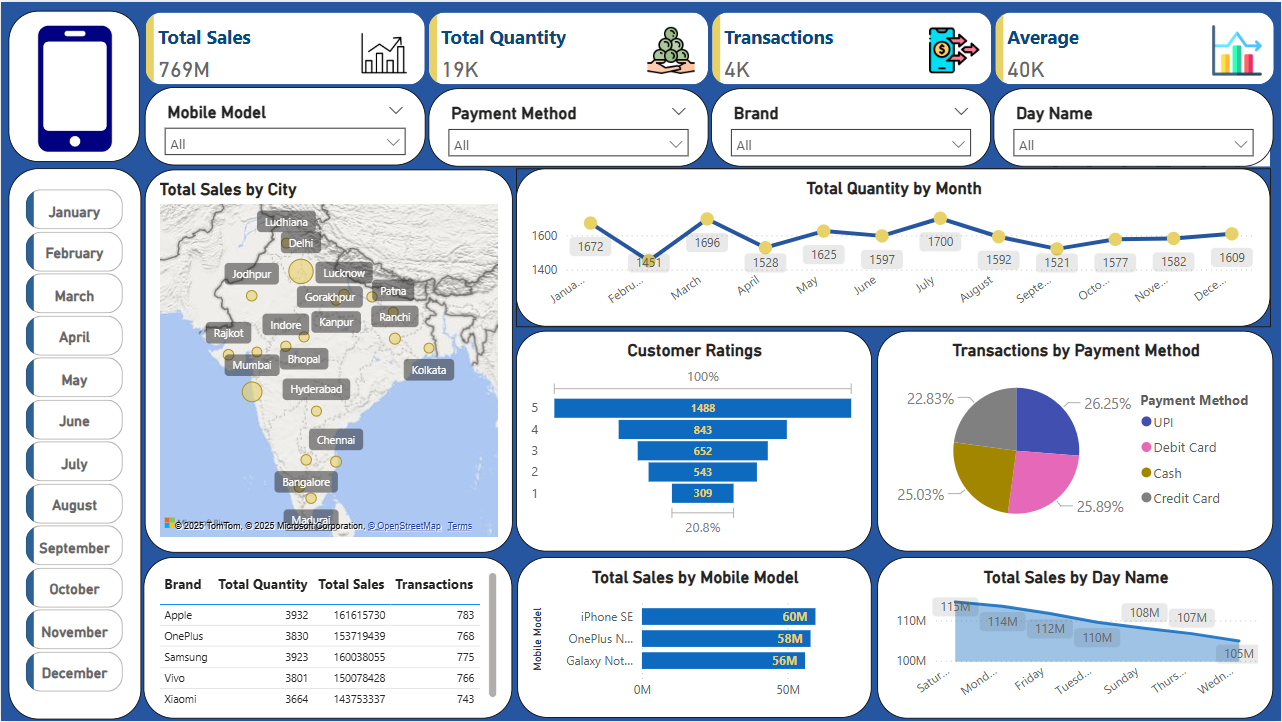 Total Sales
769M
Total Quantity
19K
Transactions
4K
Average
40K
Mobile Model
All
Payment Method
All
Brand
All
Day Name
All
January
February
March
April
May
June
July
August
September
October
November
December
Total Sales by City
Ludhiana
Delhi
Jodhpur
Lucknow
Gorakhpur
Patna
Rajkot
Indore
Kanpur
Ranchi
Mumbai
Bhopal
Kolkata
Hyderabad
Chennai
Bangalore
Madurai
© 2025 TomTom, © 2025 Microsoft Corporation, © OpenStreetMap Terms
Total Quantity by Month
1600
1400
1672
1451
1696
1528
1625
1597
1700
1592
1521
1577
1582
1609
Janua...
Febru...
March
April
May
June
July
August
Septe...
Octo...
Nove...
Dece...
Customer Ratings
100%
5 1488
4 843
3 652
2 543
1 309
20.8%
Transactions by Payment Method
22.83%
26.25%
25.03%
25.89%
Payment Method
UPI
Debit Card
Cash
Credit Card
Brand Total Quantity Total Sales Transactions
Apple 3932 161615730 783
OnePlus 3830 153719439 768
Samsung 3923 160038055 775
Vivo 3801 150078428 766
Xiaomi 3664 143753337 743
Total Sales by Mobile Model
Mobile Model
iPhone SE 60M
OnePlus N... 58M
Galaxy Not... 56M
0M 50M
Total Sales by Day Name
110M
100M
115M
114M
112M
110M
108M
107M
105M
Satur...
Mond...
Friday
Tuesd...
Sunday
Thurs...
Wedn...